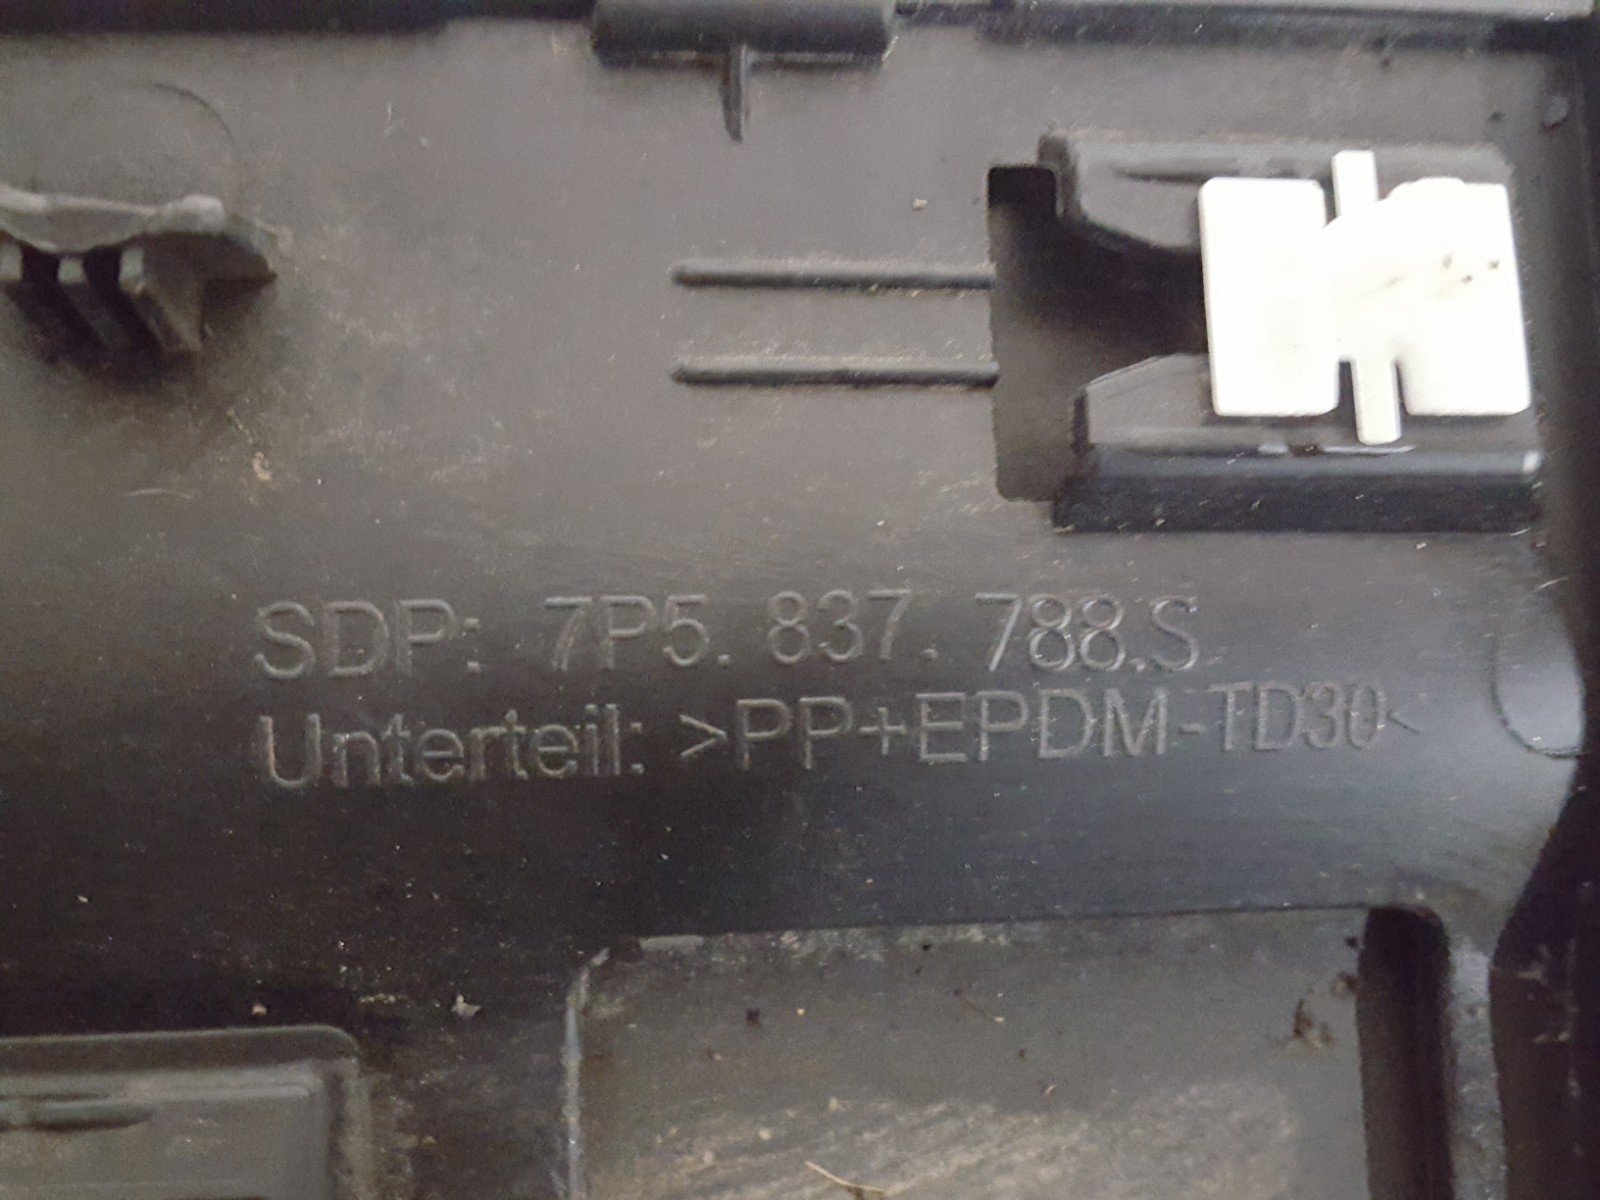 SDP: 7P5. 837. 788.S
Unterteil: >PP+EPDM-TD30<